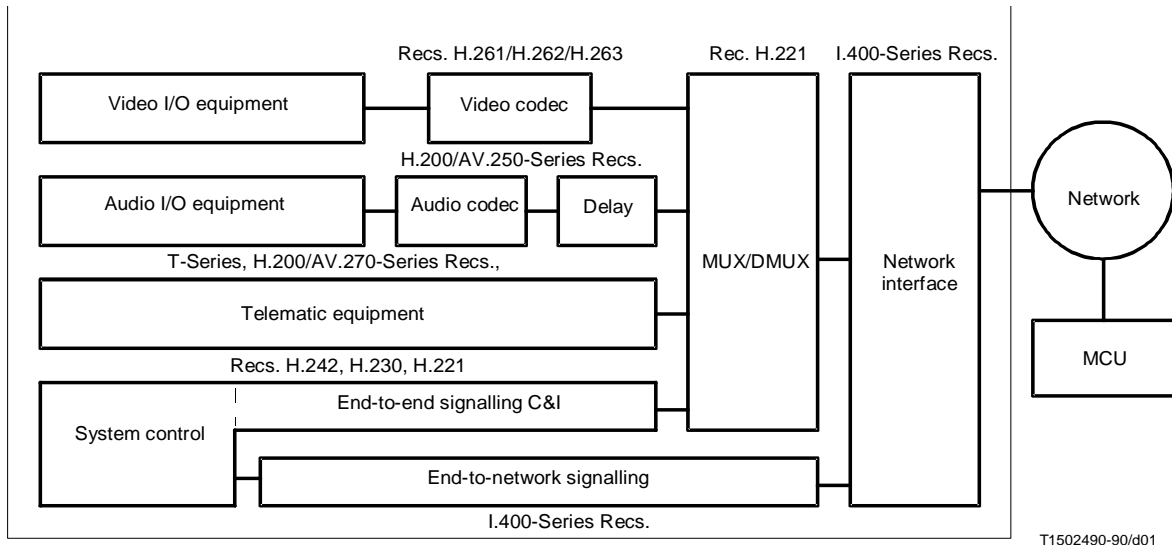 Recs. H.261/H.262/H.263 Rec. H.221 I.400-Series Recs.
Video I/O equipment Video codec
H.200/AV.250-Series Recs.
Audio I/O equipment Audio codec Delay Network
T-Series, H.200/AV.270-Series Recs.,
MUX/DMUX Network
interface
Telematic equipment
MCU
Recs. H.242, H.230, H.221
End-to-end signalling C&I
System control
End-to-network signalling
I.400-Series Recs.
T1502490-90/d01